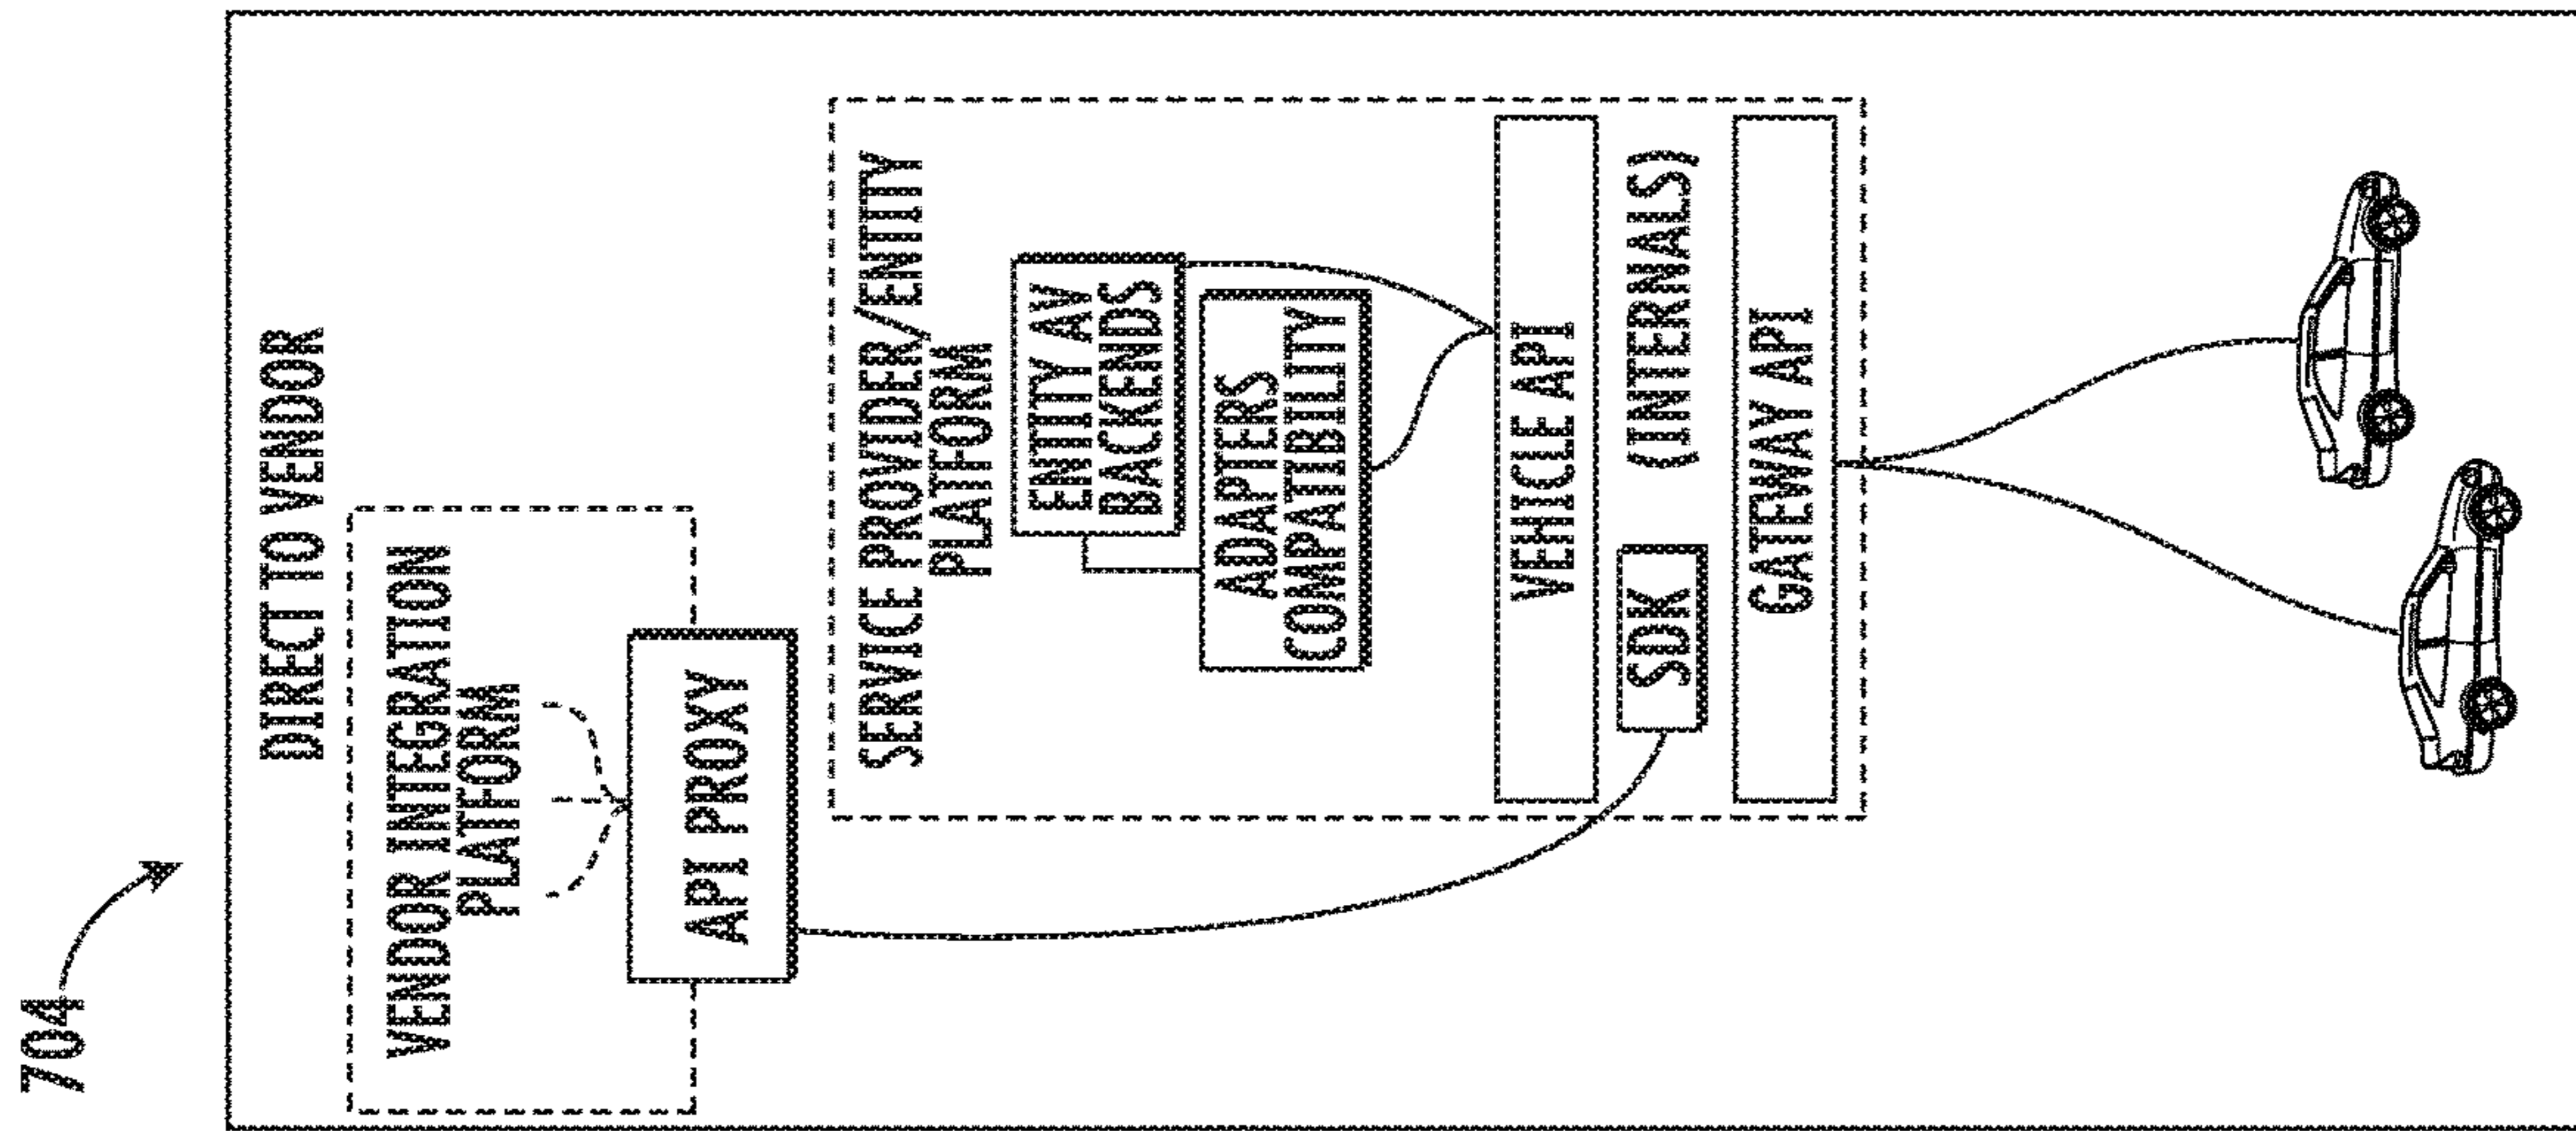 704
DIRECT TO VENDOR
VENDOR INTEGRATION
PLATFORM
API PROXY
SERVICE PROVIDER/ENTITY
PLATFORM
ENTITY AV
BACKENDS
ADAPTERS
COMPATIBILITY
VEHICLE API
SDK
(INTERNALS)
GATEWAY API